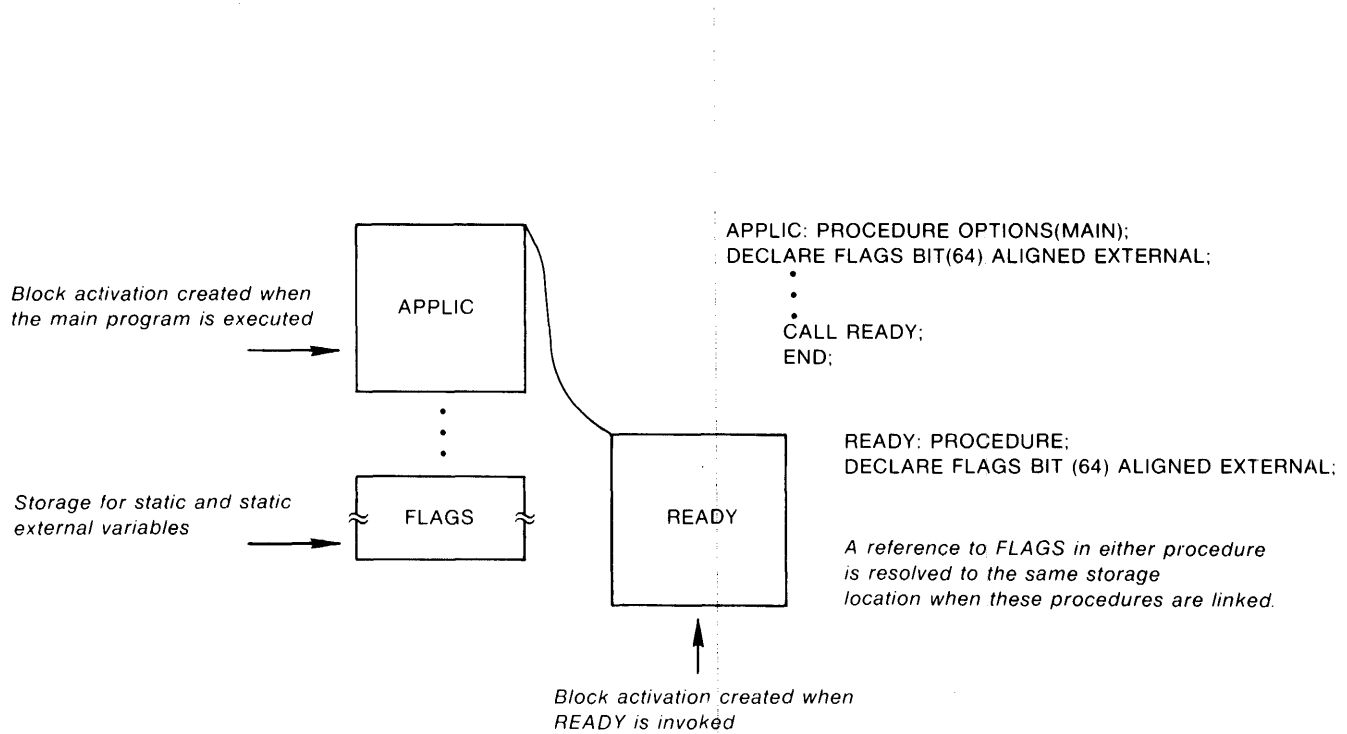 APPLIC: PROCEDURE OPTIONS(MAIN);
DECLARE FLAGS BIT(64) ALIGNED EXTERNAL;
CALL READY;
END;
Block activation created when
the main program is executed
APPLIC
READY: PROCEDURE;
DECLARE FLAGS BIT (64) ALIGNED EXTERNAL;
Storage for static and static
external variables
FLAGS
READY
A reference to FLAGS in either procedure
is resolved to the same storage
location when these procedures are linked.
Block activation created when
READY is invoked